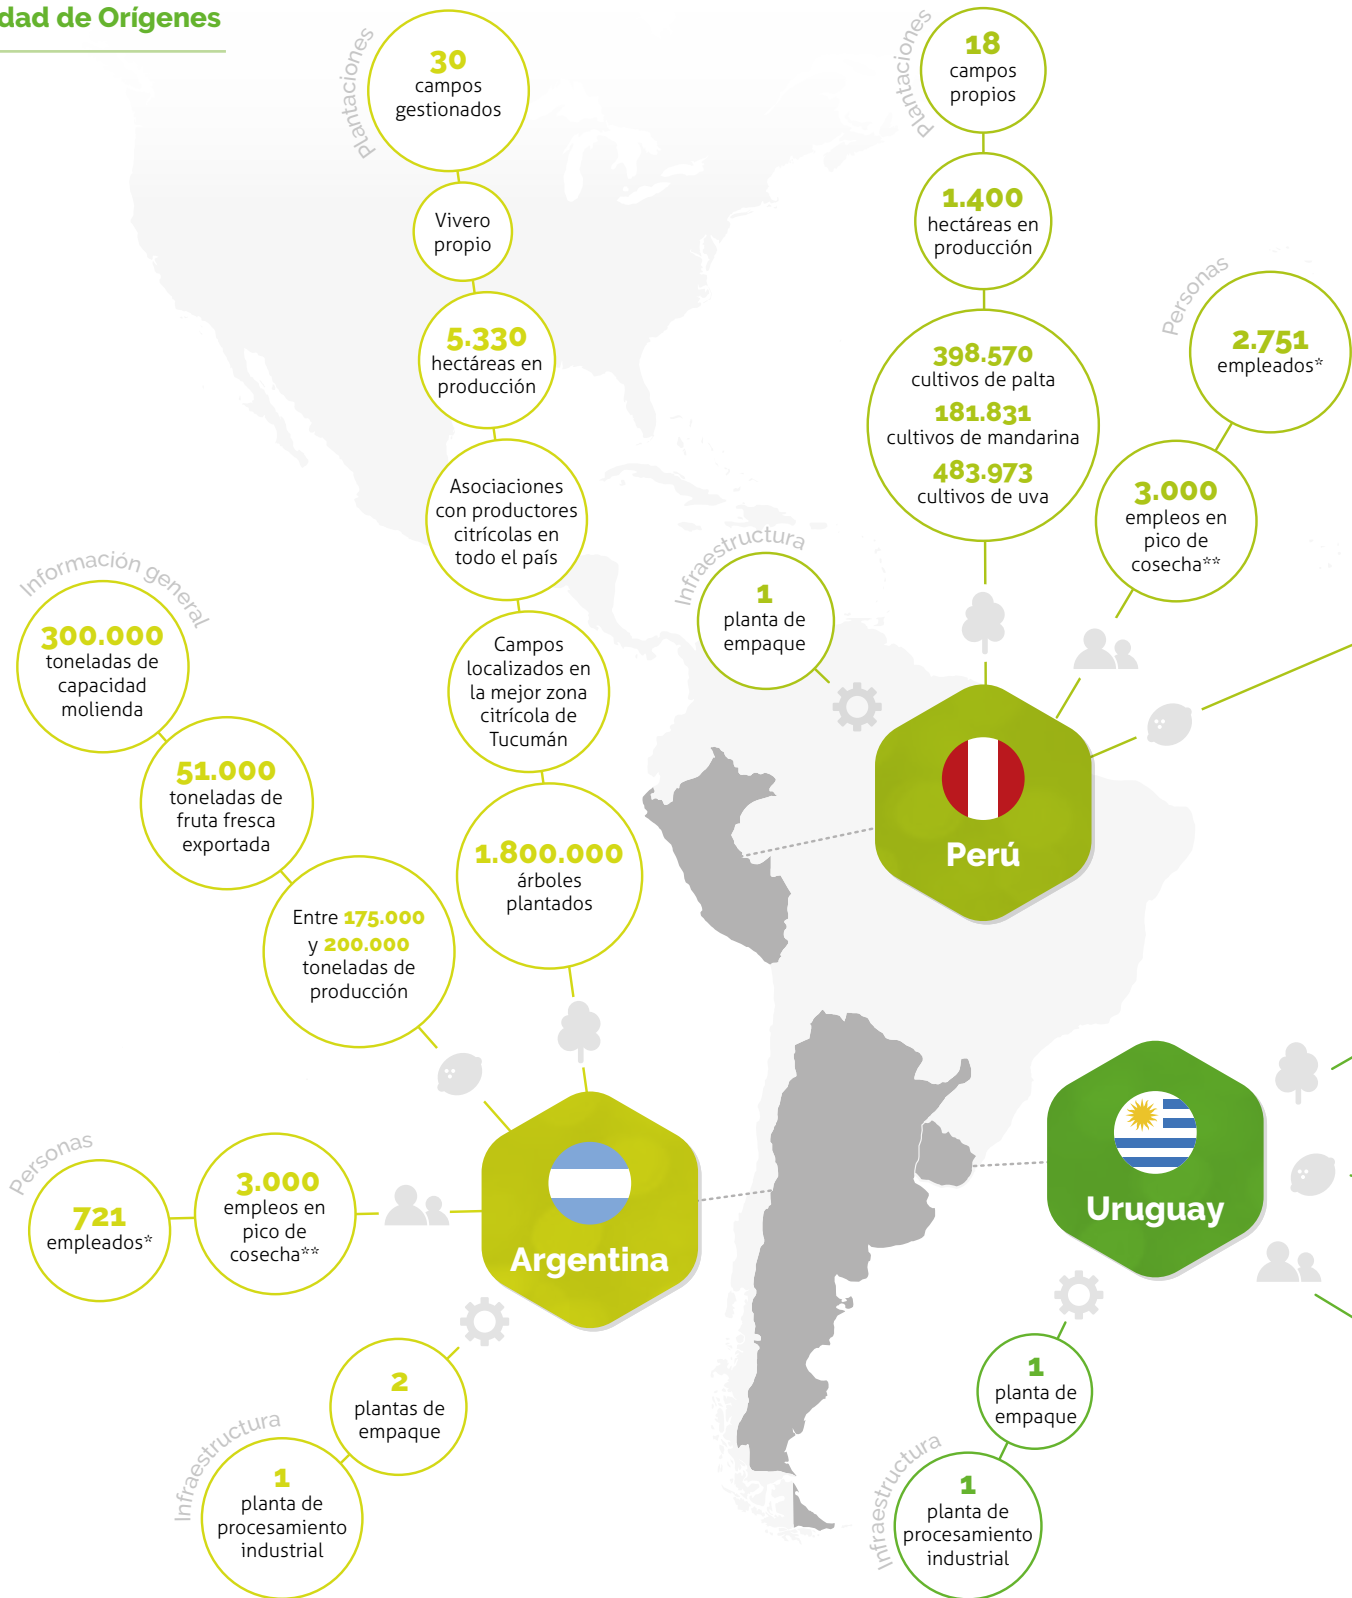 dad de Orígenes
Plantaciones
30
campos
gestionados
Vivero
propio
5.330
hectáreas en
producción
Asociaciones
con productores
citrícolas en
todo el país
Campos
localizados en
la mejor zona
citrícola de
Tucumán
1.800.000
árboles
plantados
Información general
300.000
toneladas de
capacidad
molienda
51.000
toneladas de
fruta fresca
exportada
Entre 175.000
y 200.000
toneladas de
producción
Personas
721
empleados*
3.000
empleos en
pico de
cosecha**
Argentina
2
plantas de
empaque
Infraestructura
1
planta de
procesamiento
industrial
Plantaciones
18
campos
propios
1.400
hectáreas en
producción
398.570
cultivos de palta
181.831
cultivos de mandarina
483.973
cultivos de uva
Personas
2.751
empleados*
3.000
empleos en
pico de
cosecha**
Infraestructura
1
planta de
empaque
Perú
Uruguay
1
planta de
empaque
Infraestructura
1
planta de
procesamiento
industrial